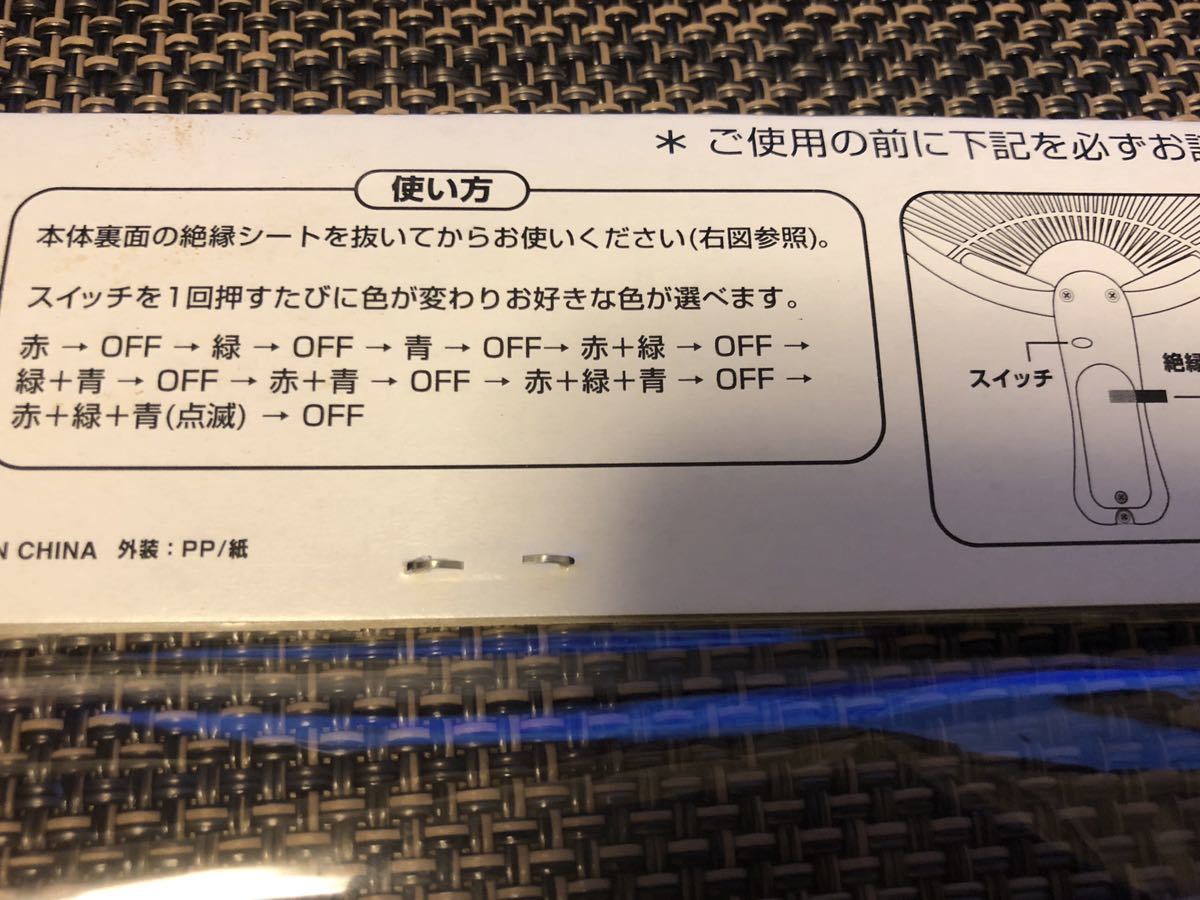 ＊ ご使用の前に下記を必ずお
使い方
本体裏面の絶縁シートを抜いてからお使いください(右図参照)。
スイッチを1回押すたびに色が変わりお好きな色が選べます。
赤 → OFF → 緑 → OFF → 青 → OFF→ 赤＋緑 → OFF →
緑＋青 → OFF → 赤＋青 → OFF → 赤＋緑＋青 → OFF →
赤＋緑＋青(点滅) → OFF
スイッチ
絶縁
N CHINA 外装：PP/紙